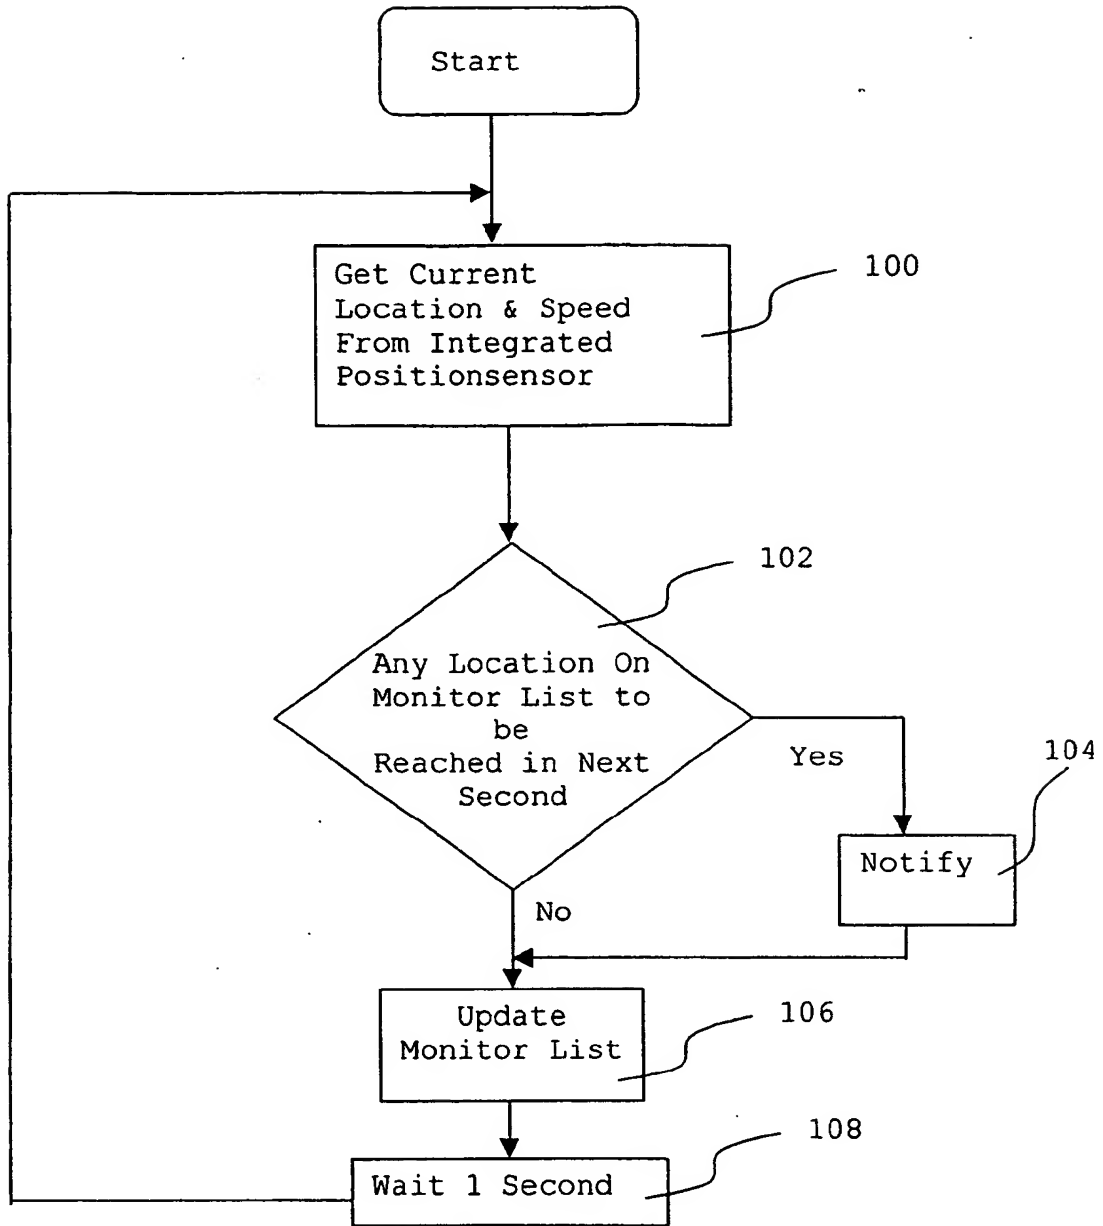 Start
Get Current
Location & Speed
From Integrated
Positionsensor
100
102
Any Location On
Monitor List to
be
Reached in Next
Second
Yes
104
Notify
No
Update
Monitor List
106
108
Wait 1 Second